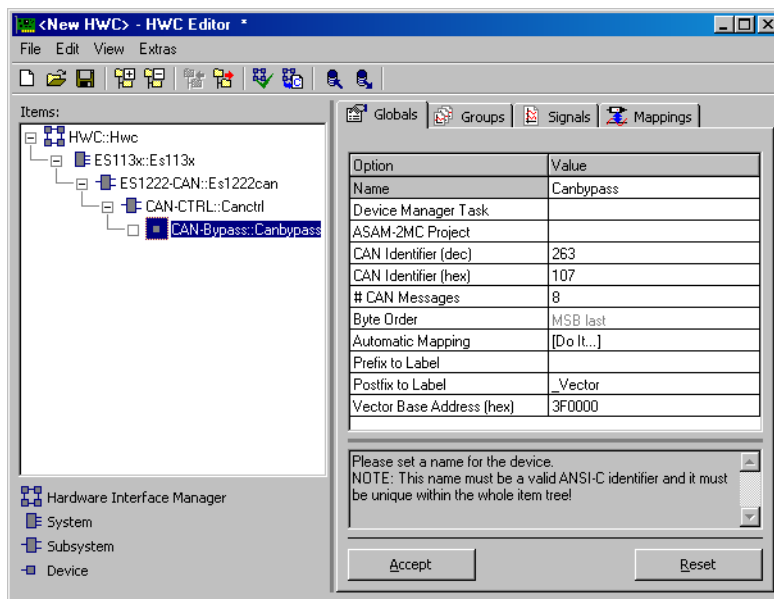 <New HWC> - HWC Editor *
File Edit View Extras
Items:
HWC::Hwc
ES113x::Es113x
ES1222-CAN::Es1222can
CAN-CTRL::Canctrl
CAN-Bypass::Canbypass
Hardware Interface Manager
System
Subsystem
Device
Globals Groups Signals Mappings
Option Value
Name Canbypass
Device Manager Task
ASAM-2MC Project
CAN Identifier (dec) 263
CAN Identifier (hex) 107
# CAN Messages 8
Byte Order MSB last
Automatic Mapping [Do It...]
Prefix to Label
Postfix to Label _Vector
Vector Base Address (hex) 3F0000
Please set a name for the device.
NOTE: This name must be a valid ANSI-C identifier and it must
be unique within the whole item tree!
Accept Reset